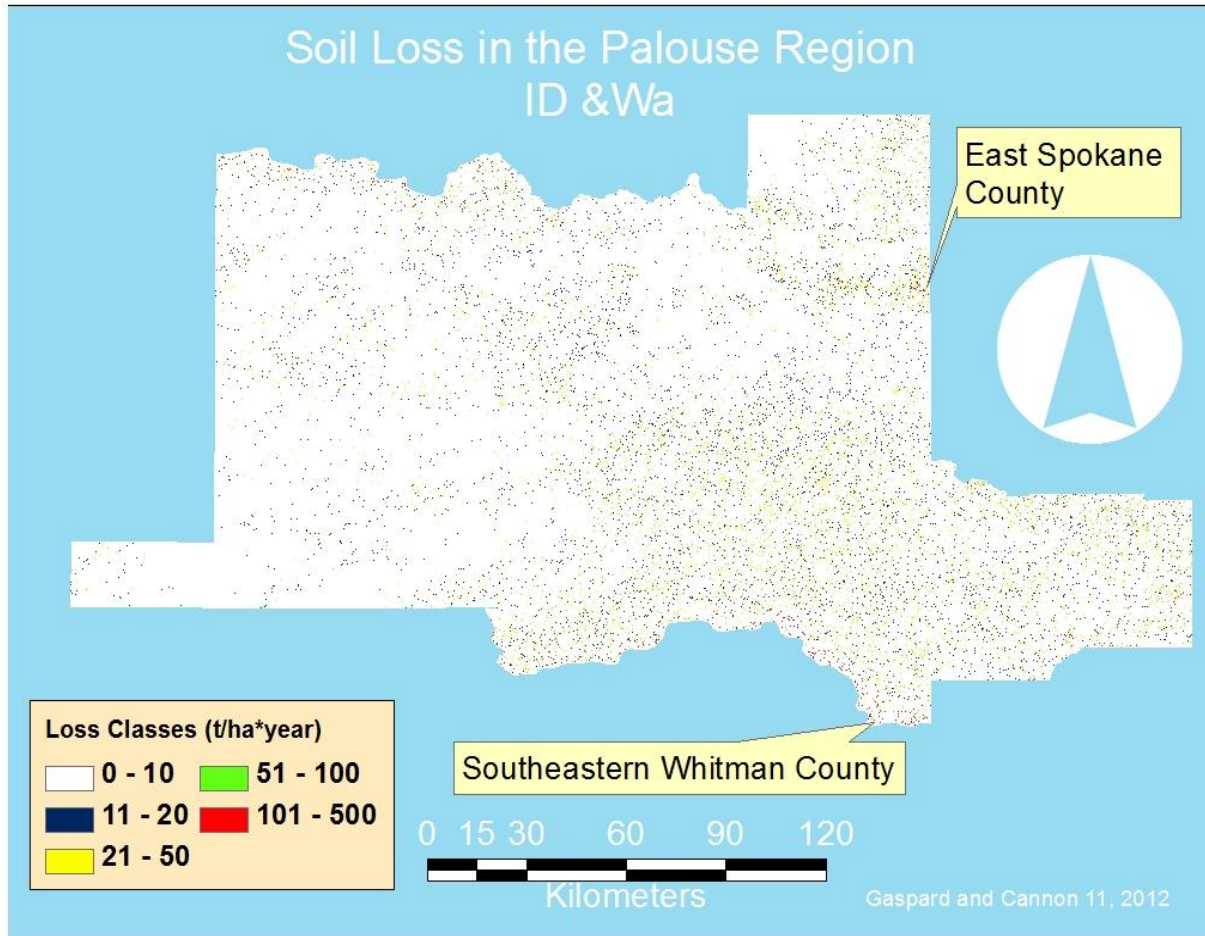 Soil Loss in the Palouse Region
ID &Wa
East Spokane
County
Loss Classes (t/ha*year)
0 - 10
51 - 100
11 - 20
101 - 500
21 - 50
Southeastern Whitman County
0 15 30 60 90 120
Kilometers
Gaspard and Cannon 11, 2012